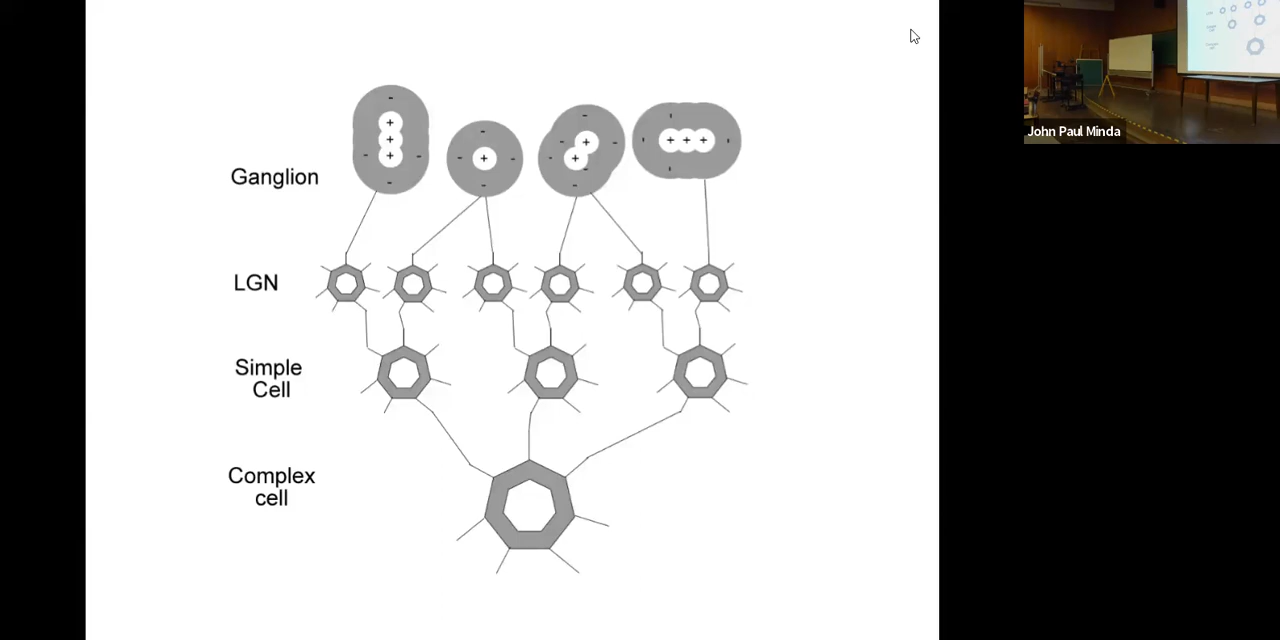 John Paul Minda
Ganglion
LGN
Simple
Cell
Complex
cell